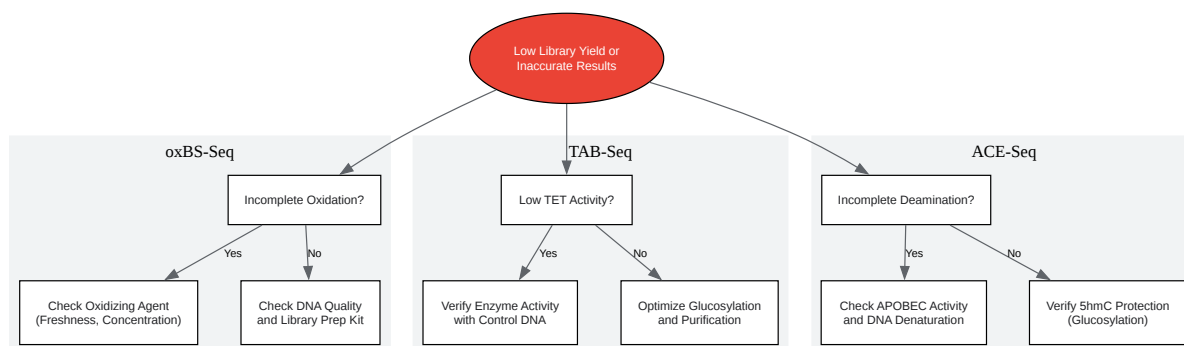 Low Library Yield or
Inaccurate Results
oxBS-Seq
TAB-Seq
ACE-Seq
Incomplete Oxidation?
Low TET Activity?
Incomplete Deamination?
Yes
No
Yes
No
Yes
No
Check Oxidizing Agent
(Freshness, Concentration)
Check DNA Quality
and Library Prep Kit
Verify Enzyme Activity
with Control DNA
Optimize Glucosylation
and Purification
Check APOBEC Activity
and DNA Denaturation
Verify 5hmC Protection
(Glucosylation)